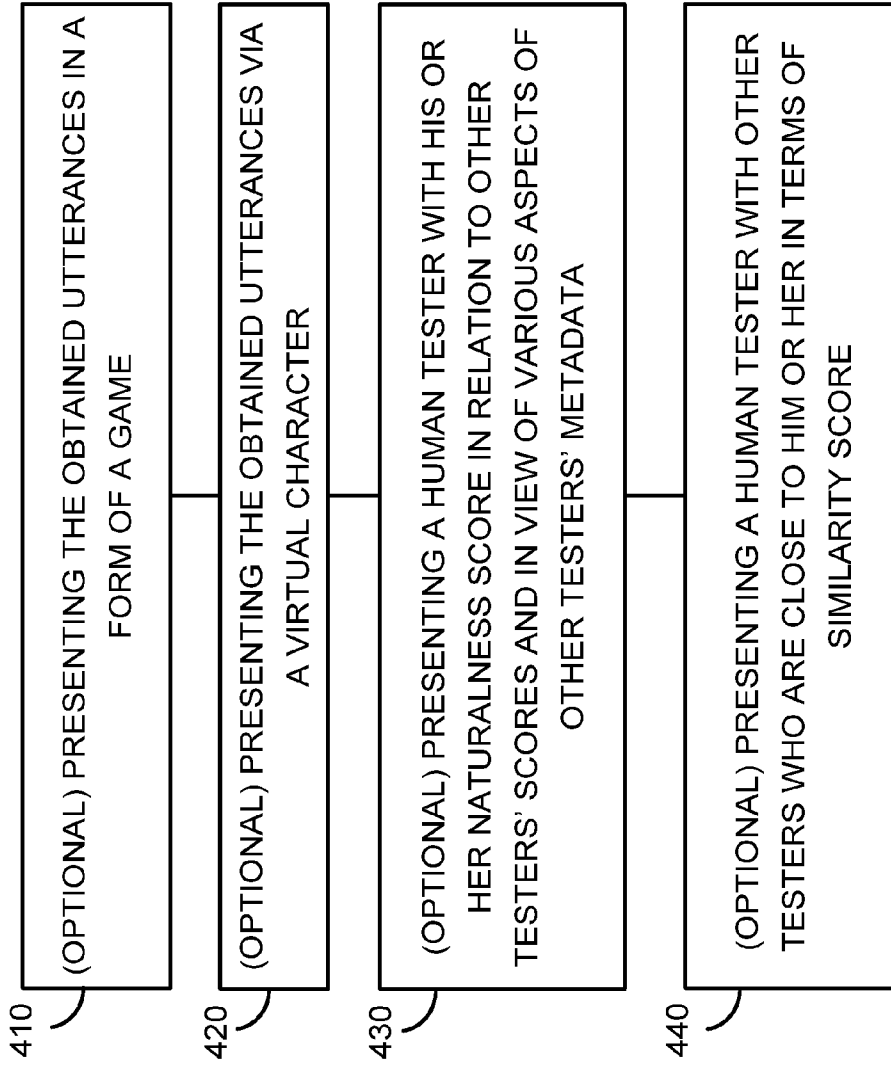 410
(OPTIONAL) PRESENTING THE OBTAINED UTTERANCES IN A
FORM OF A GAME
420
(OPTIONAL) PRESENTING THE OBTAINED UTTERANCES VIA
A VIRTUAL CHARACTER
430
(OPTIONAL) PRESENTING A HUMAN TESTER WITH HIS OR
HER NATURALNESS SCORE IN RELATION TO OTHER
TESTERS' SCORES AND IN VIEW OF VARIOUS ASPECTS OF
OTHER TESTERS' METADATA
440
(OPTIONAL) PRESENTING A HUMAN TESTER WITH OTHER
TESTERS WHO ARE CLOSE TO HIM OR HER IN TERMS OF
SIMILARITY SCORE